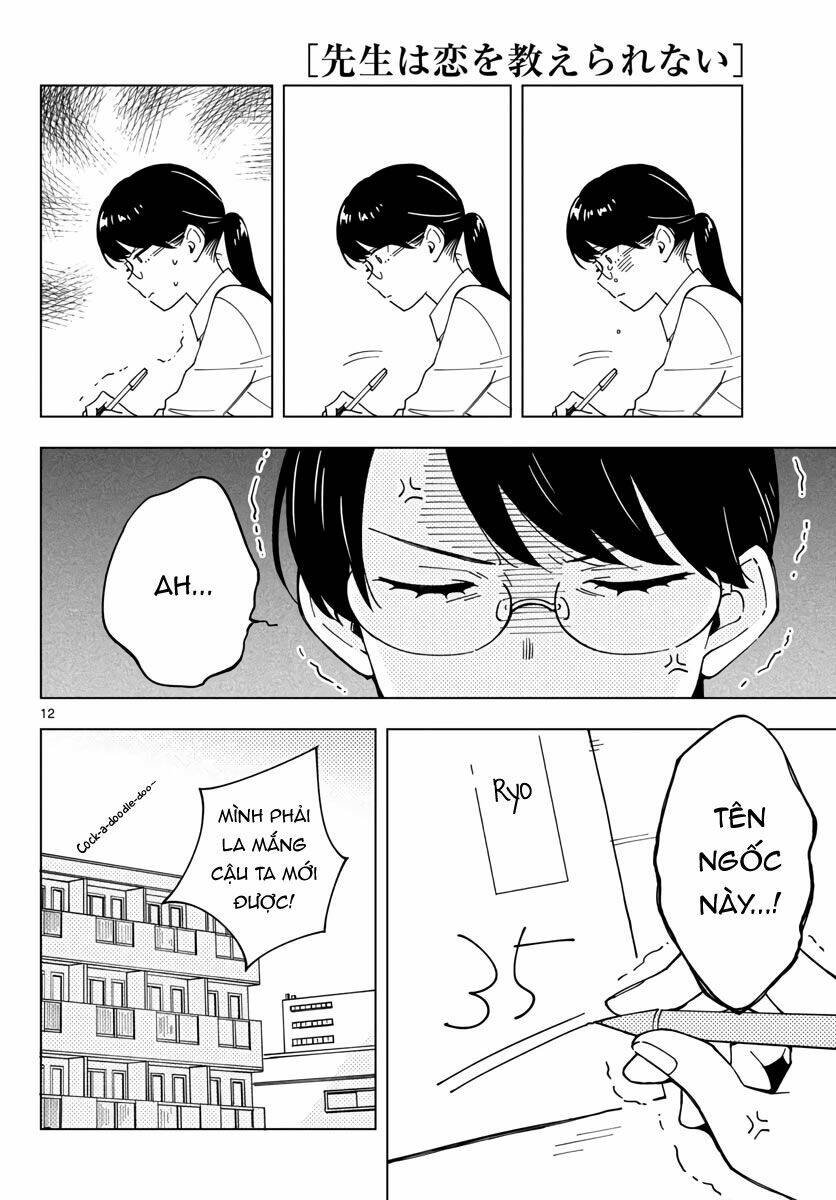 [先生は恋を教えられない]
AH...
12
Ryo
35
TÊN
NGỐC
NÀY...!
Cock-a-doodle-doo~
MÌNH PHẢI
LA MẮNG
CẬU TA MỚI
ĐƯỢC!